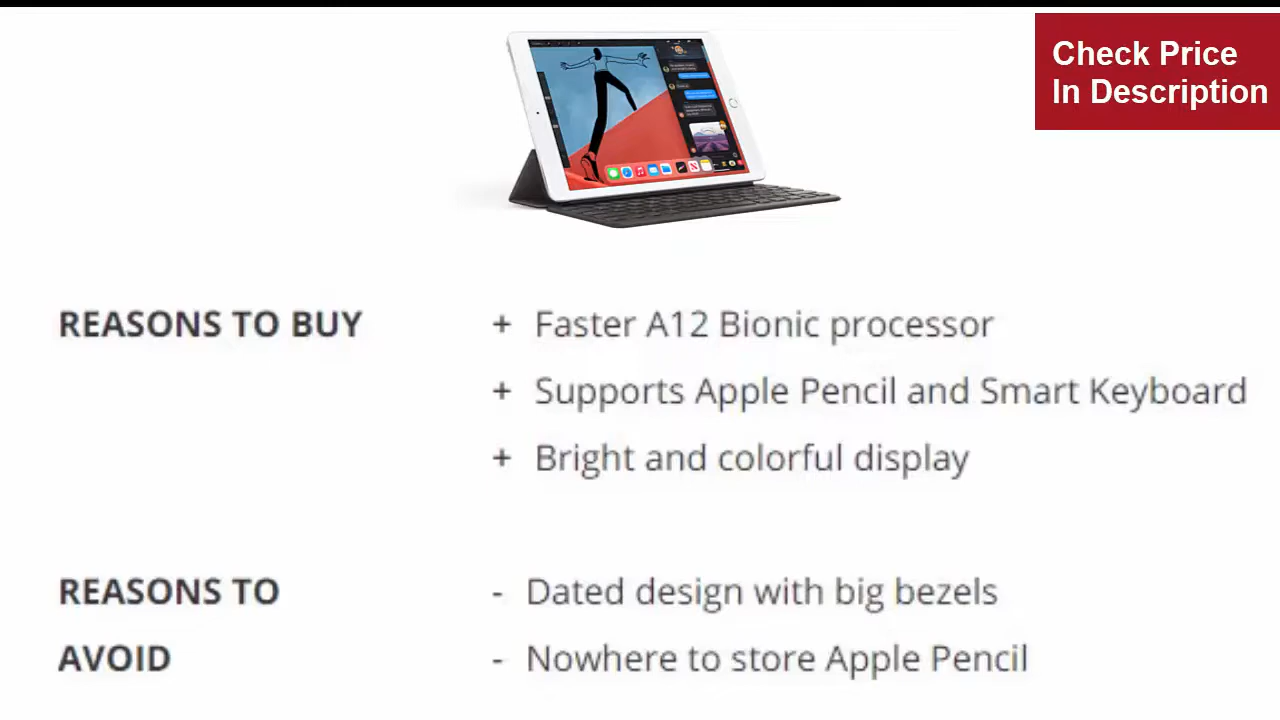 Check Price
In Description
REASONS TO BUY
+ Faster A12 Bionic processor
+ Supports Apple Pencil and Smart Keyboard
+ Bright and colorful display
REASONS TO
AVOID
- Dated design with big bezels
- Nowhere to store Apple Pencil